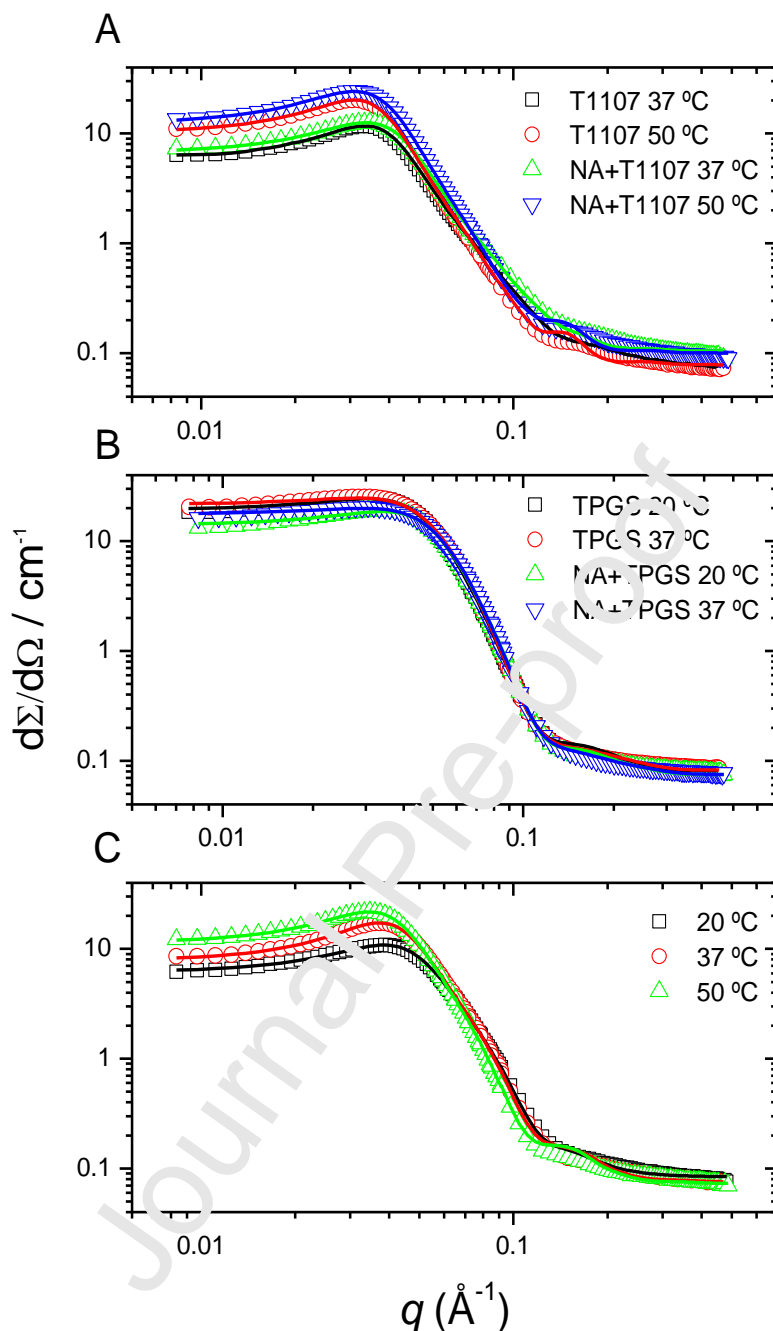 A
10
1
0.1
T1107 37 ºC
T1107 50 ºC
NA+T1107 37 ºC
NA+T1107 50 ºC
0.01 0.1
B
10
1
0.1
TPGS 20 ºC
TPGS 37 ºC
NA+TPGS 20 ºC
NA+TPGS 37 ºC
0.01 0.1
dΣ/dΩ / cm⁻¹
C
10
1
0.1
20 ºC
37 ºC
50 ºC
0.01 0.1
q (Å⁻¹)
Journal Pre-proof